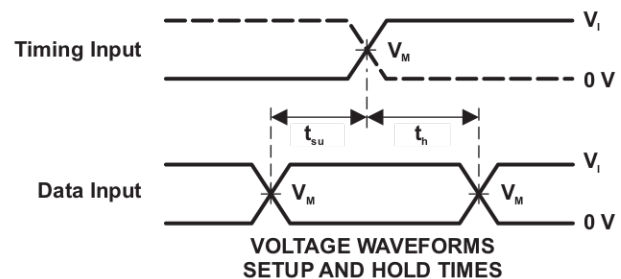 V_I
Timing Input
V_M
0 V
t_su t_h
V_I
Data Input
V_M V_M
0 V
VOLTAGE WAVEFORMS
SETUP AND HOLD TIMES